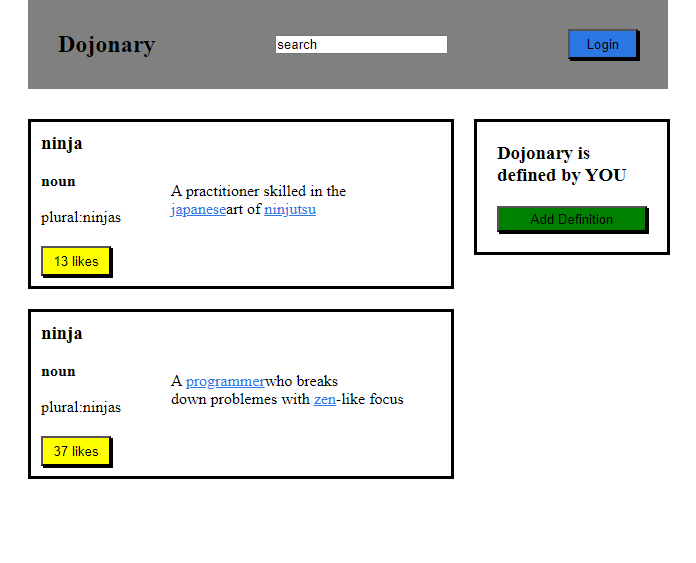 Dojonary
search
Login
ninja
noun
plural:ninjas
A practitioner skilled in the
japaneseart of ninjutsu
13 likes
Dojonary is
defined by YOU
Add Definition
ninja
noun
plural:ninjas
A programmerwho breaks
down problemes with zen-like focus
37 likes